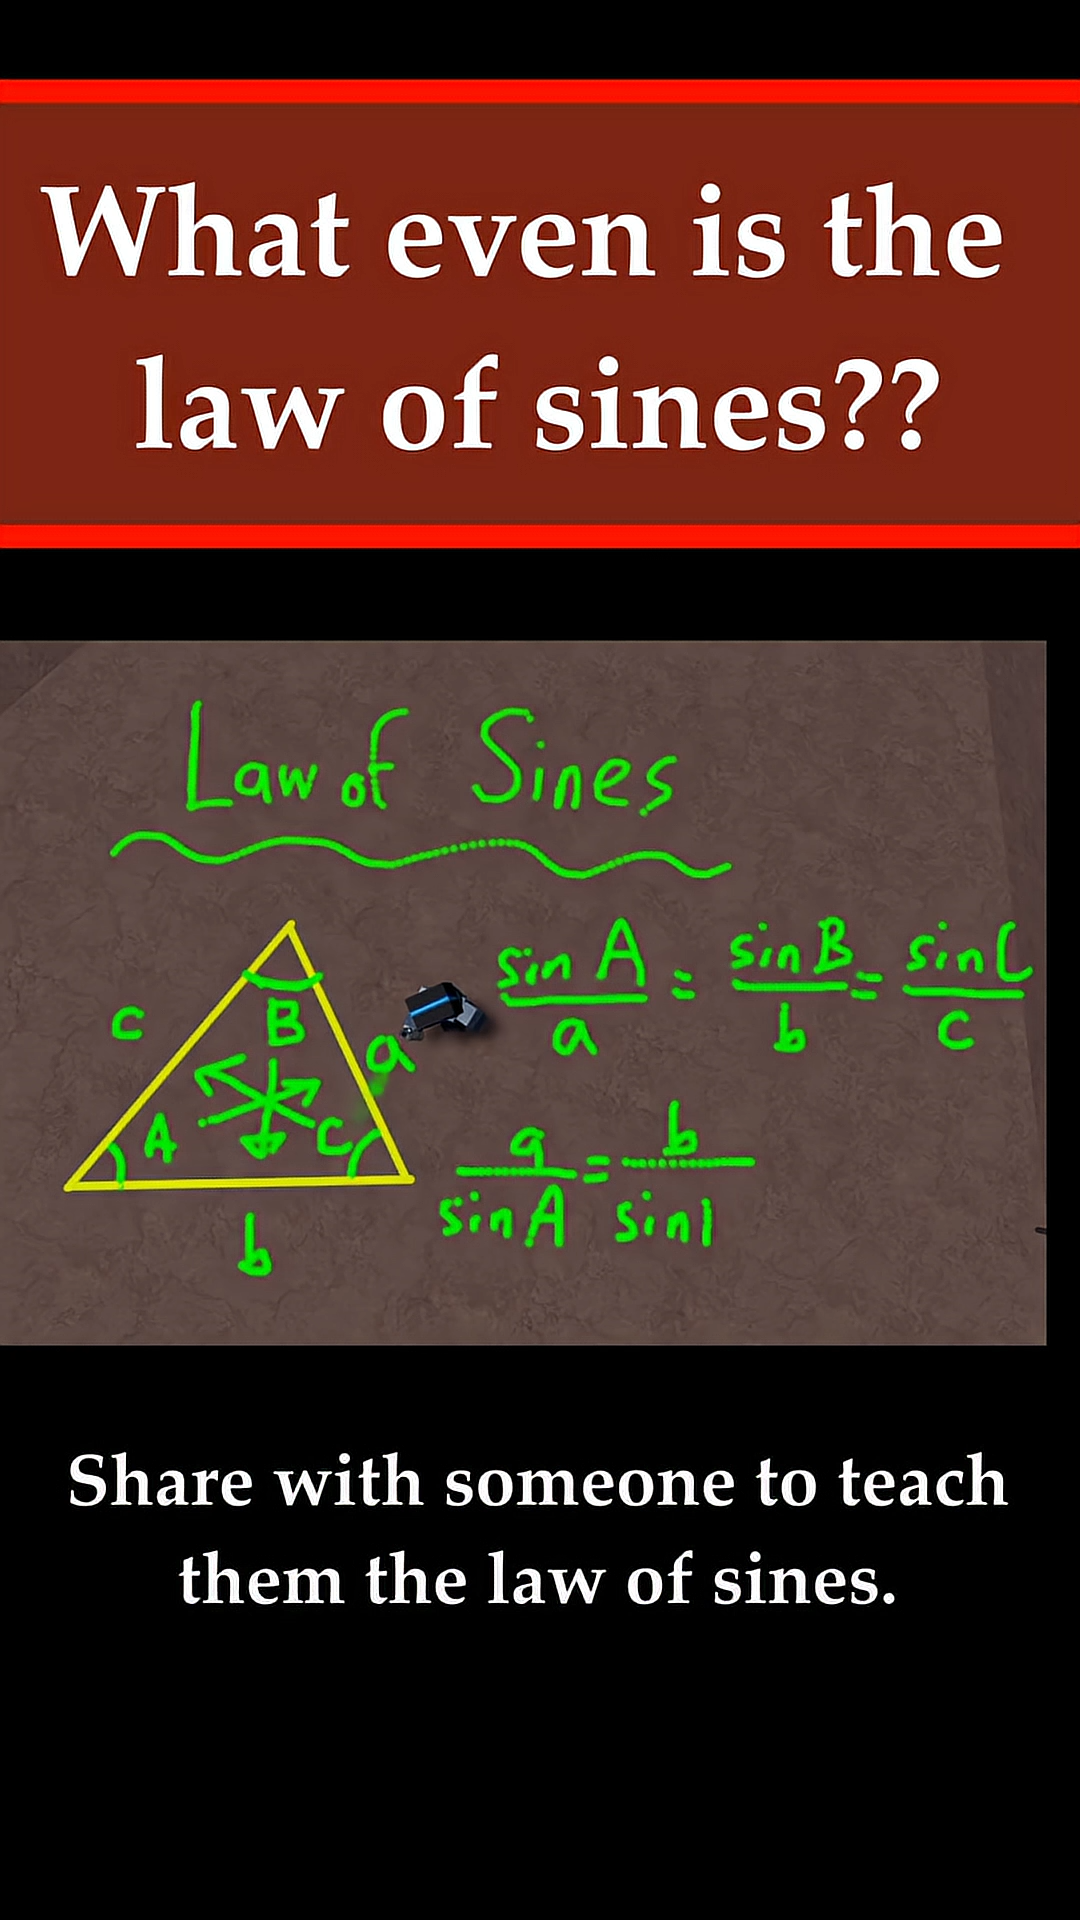 What even is the
law of sines??
Law of Sines
c
B
a
A
C
b
sin A / a = sin B / b = sin C / c
a / sin A = b / sin
Share with someone to teach
them the law of sines.